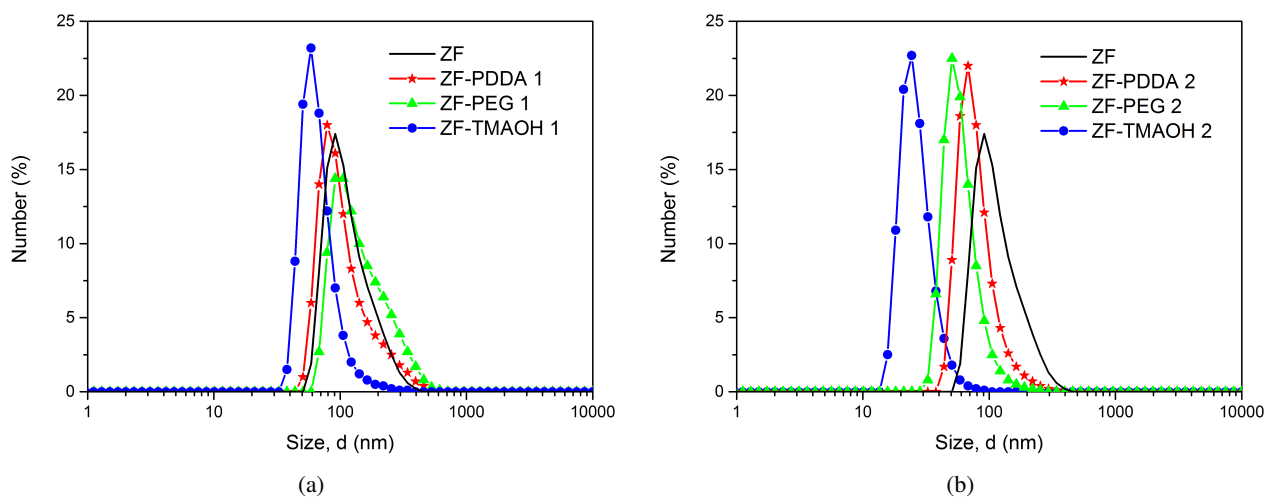 25
20
15
10
5
0
Number (%)
ZF
ZF-PDDA 1
ZF-PEG 1
ZF-TMAOH 1
1
10
100
1000
10000
Size, d (nm)
(a)
25
20
15
10
5
0
Number (%)
ZF
ZF-PDDA 2
ZF-PEG 2
ZF-TMAOH 2
1
10
100
1000
10000
Size, d (nm)
(b)